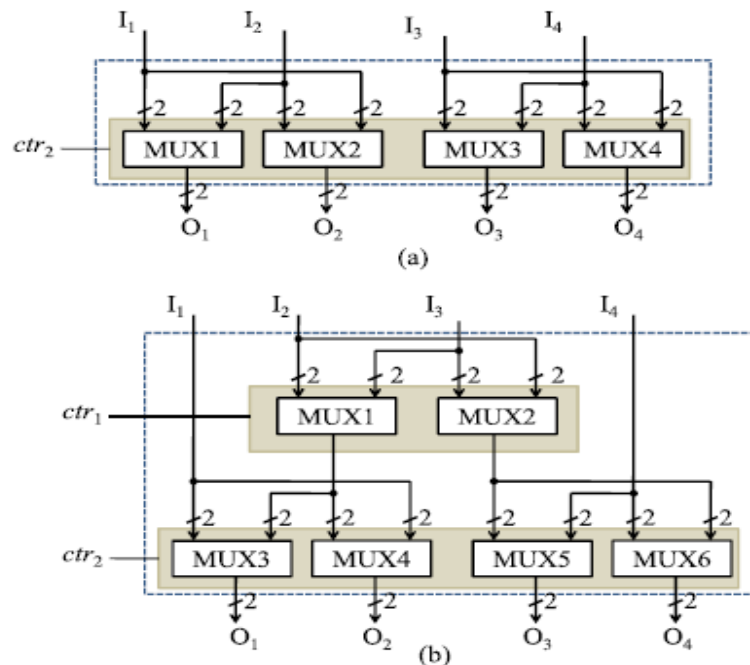 I1 I2 I3 I4
2 2 2 2 2 2 2 2
ctr2 MUX1 MUX2 MUX3 MUX4
2 2 2 2
O1 O2 O3 O4
(a)
I1 I2 I3 I4
2 2 2 2
ctr1 MUX1 MUX2
2 2 2 2 2 2 2 2
ctr2 MUX3 MUX4 MUX5 MUX6
2 2 2 2
O1 O2 O3 O4
(b)